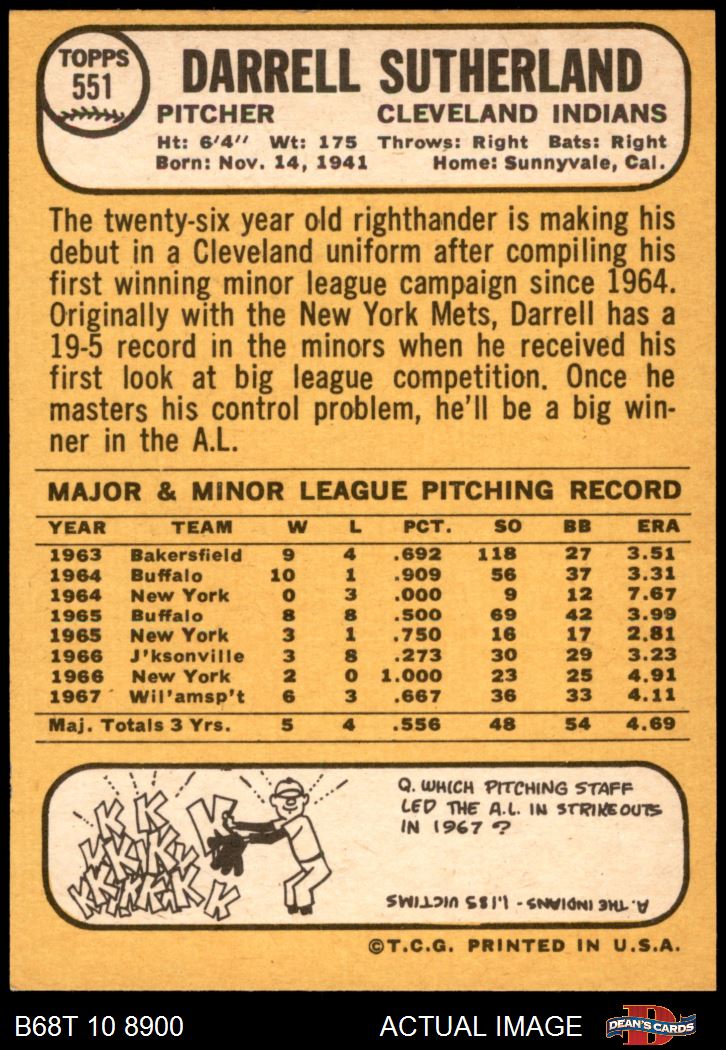 TOPPS
551
DARRELL SUTHERLAND
PITCHER CLEVELAND INDIANS
Ht: 6'4" Wt: 175 Throws: Right Bats: Right
Born: Nov. 14, 1941 Home: Sunnyvale, Cal.
The twenty-six year old righthander is making his
debut in a Cleveland uniform after compiling his
first winning minor league campaign since 1964.
Originally with the New York Mets, Darrell has a
19-5 record in the minors when he received his
first look at big league competition. Once he
masters his control problem, he'll be a big win-
ner in the A.L.
MAJOR & MINOR LEAGUE PITCHING RECORD
YEAR TEAM W L PCT. SO BB ERA
1963 Bakersfield 9 4 .692 118 27 3.51
1964 Buffalo 10 1 .909 56 37 3.31
1964 New York 0 3 .000 9 12 7.67
1965 Buffalo 8 8 .500 69 42 3.99
1965 New York 3 1 .750 16 17 2.81
1966 J'ksonville 3 8 .273 30 29 3.23
1966 New York 2 0 1.000 23 25 4.91
1967 Wil'amsp't 6 3 .667 36 33 4.11
Maj. Totals 3 Yrs. 5 4 .556 48 54 4.69
Q. WHICH PITCHING STAFF
LED THE A.L. IN STRIKEOUTS
IN 1967 ?
A. THE INDIANS - 1,185 VICTIMS
©T.C.G. PRINTED IN U.S.A.
B68T 10 8900 ACTUAL IMAGE DEAN'S CARDS